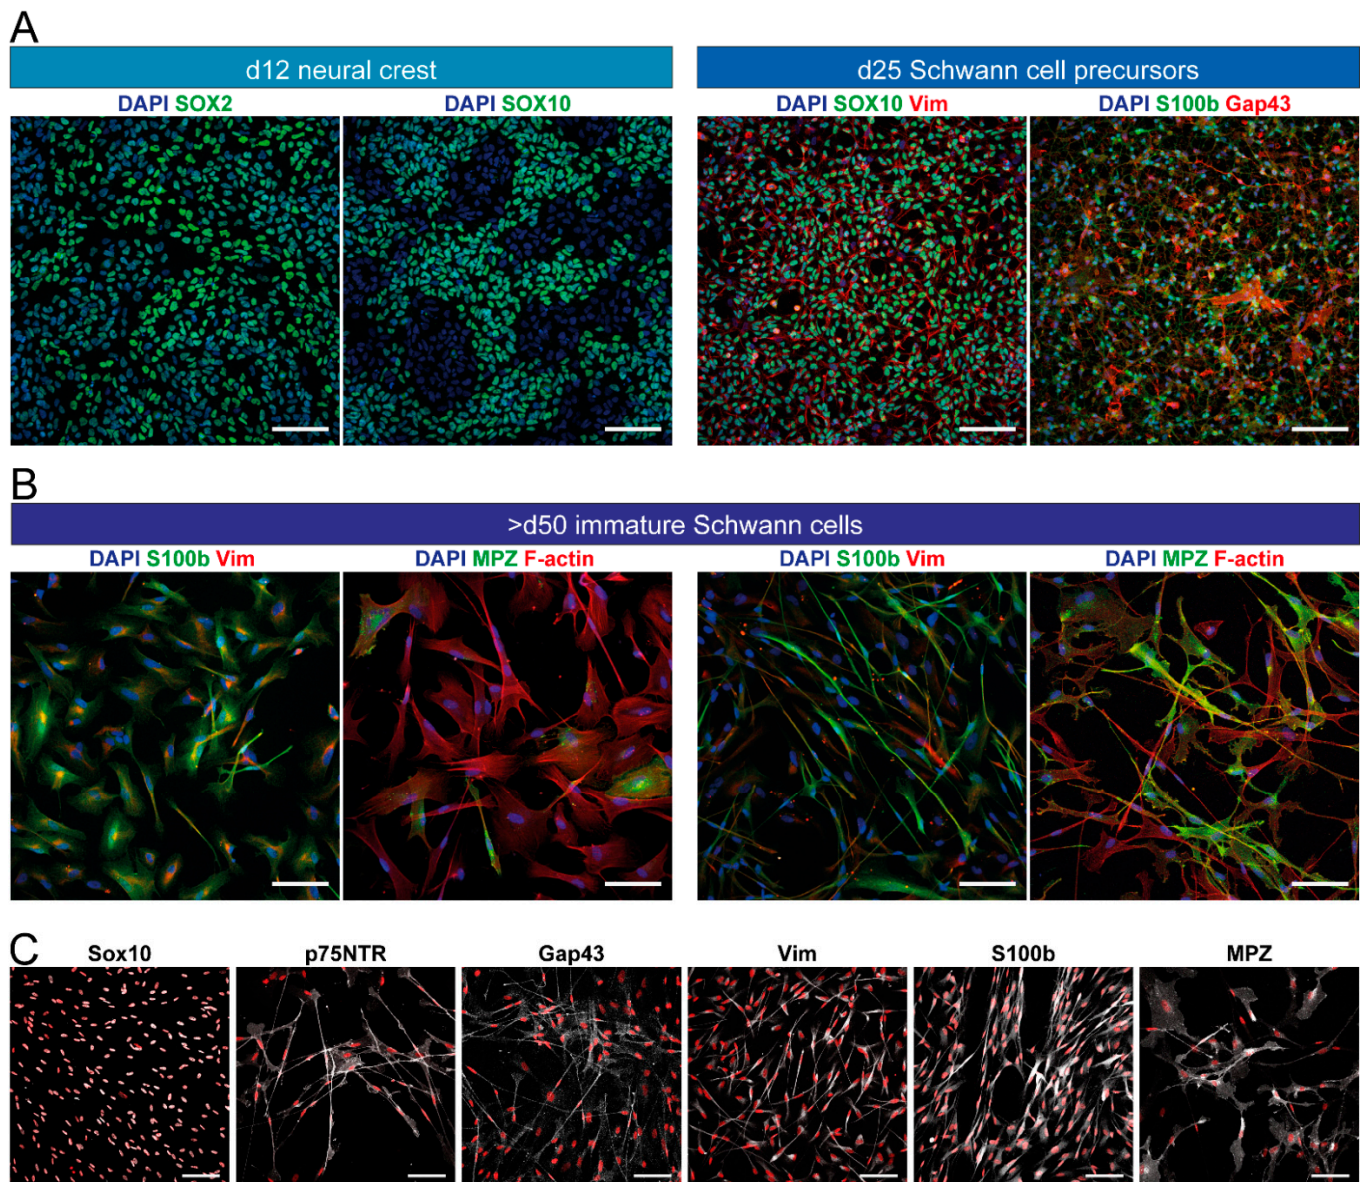 A
d12 neural crest
d25 Schwann cell precursors
DAPI SOX2
DAPI SOX10
DAPI SOX10 Vim
DAPI S100b Gap43
B
>d50 immature Schwann cells
DAPI S100b Vim
DAPI MPZ F-actin
DAPI S100b Vim
DAPI MPZ F-actin
C
Sox10
p75NTR
Gap43
Vim
S100b
MPZ